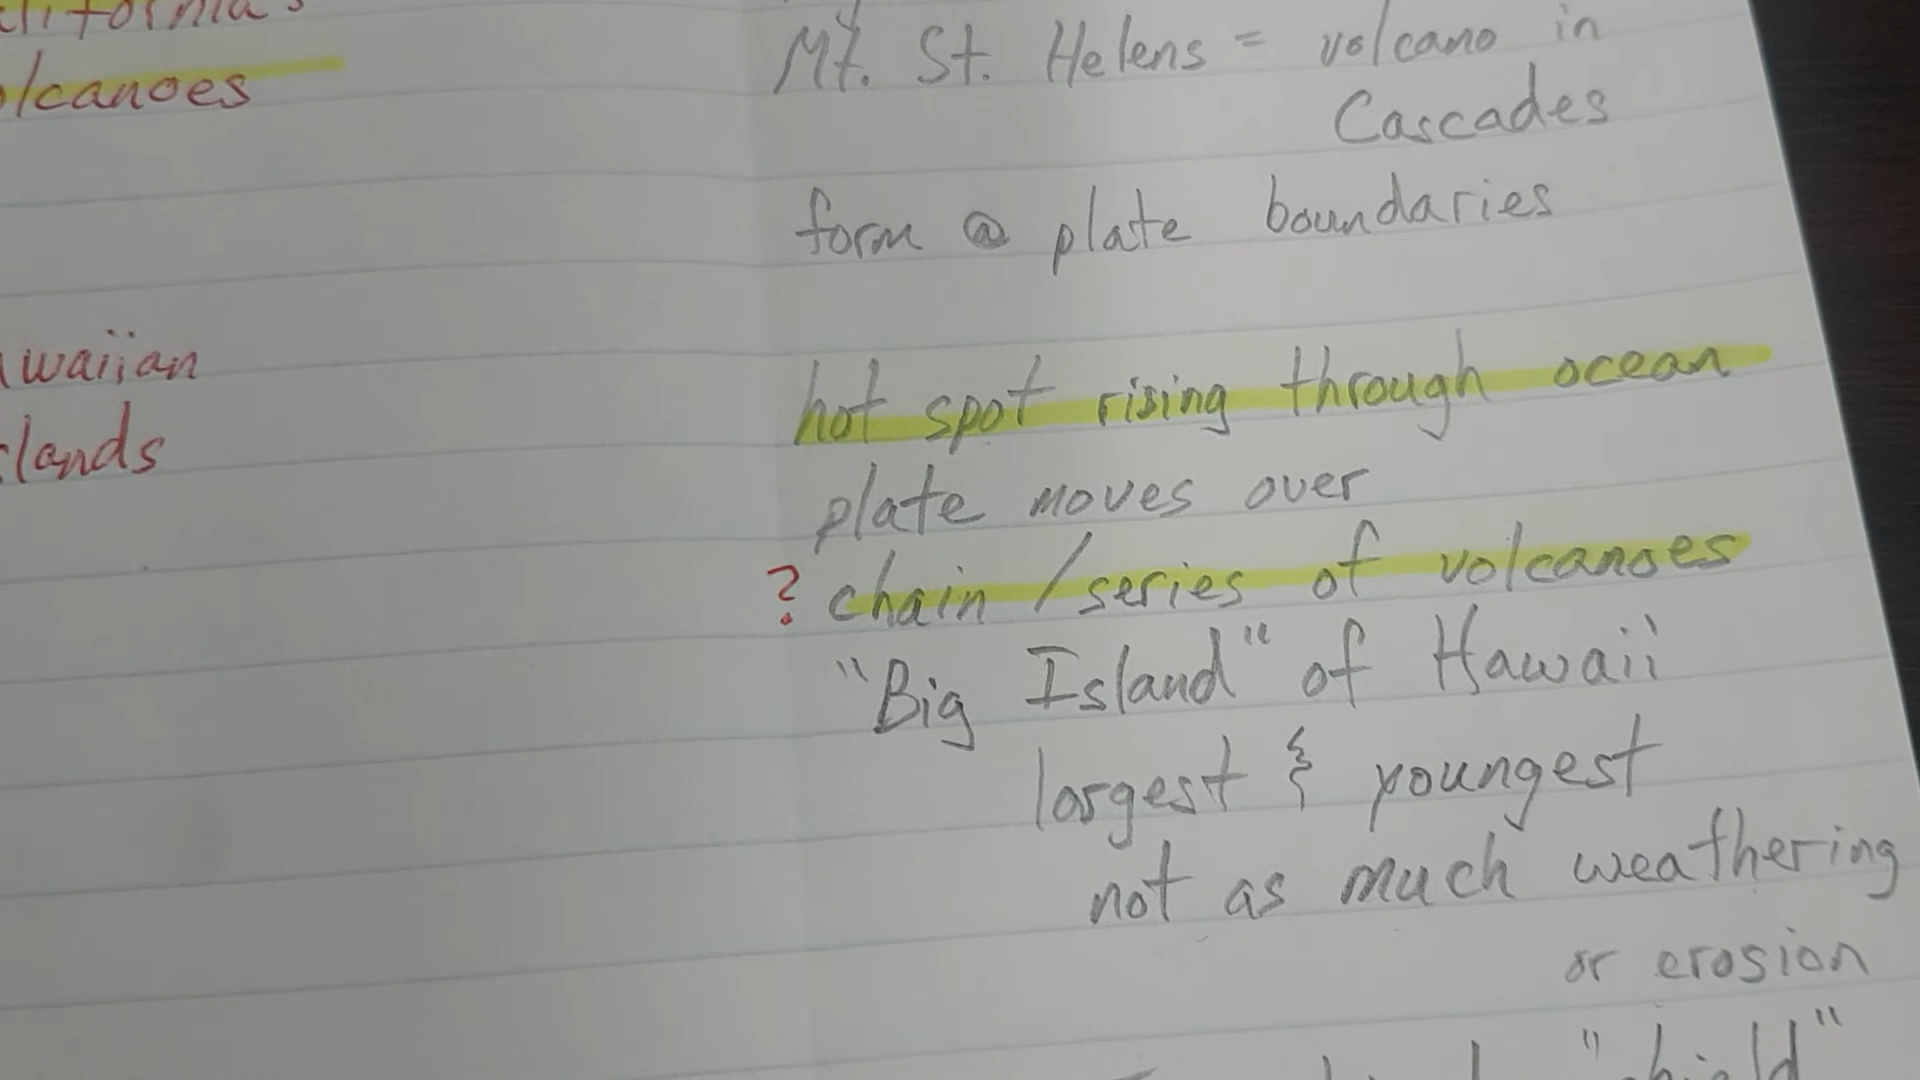 volcanoes
Mt. St. Helens = volcano in
Cascades
form @ plate boundaries
waiian
lands
hot spot rising through ocean
plate moves over
? chain / series of volcanoes
"Big Island" of Hawaii
largest & youngest
not as much weathering
or erosion